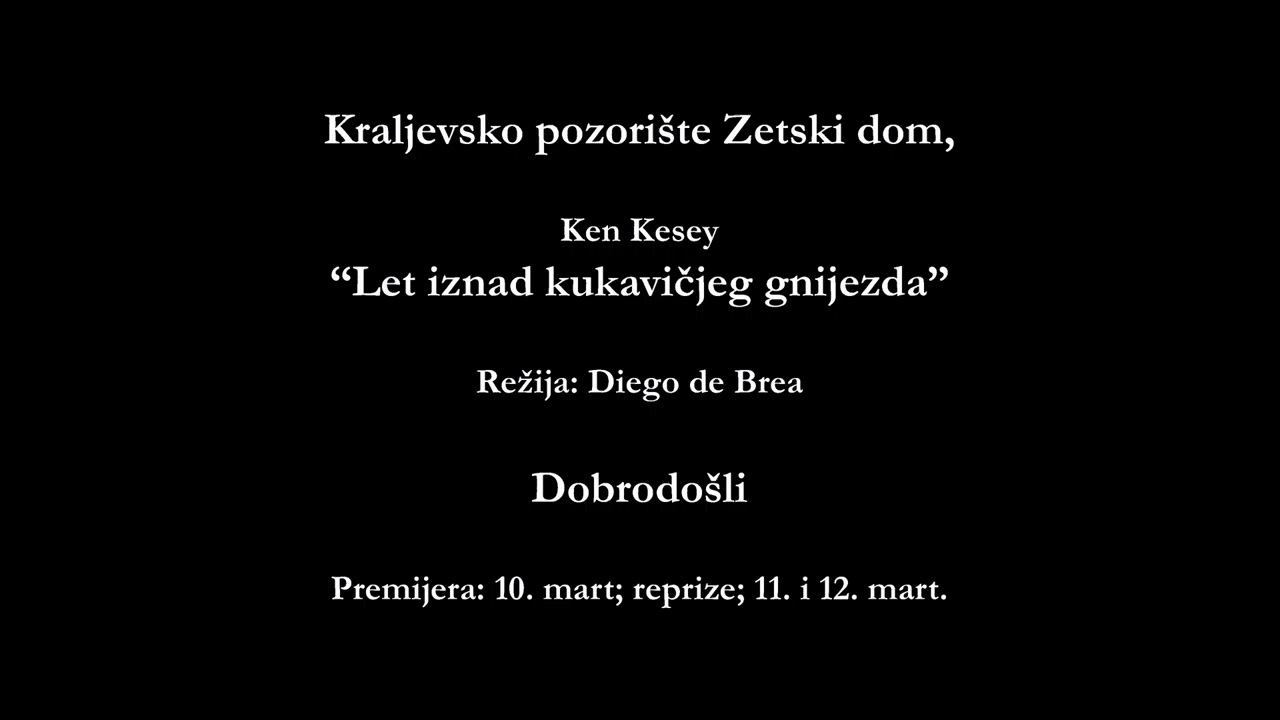 Kraljevsko pozorište Zetski dom,
Ken Kesey
“Let iznad kukavičjeg gnijezda”
Režija: Diego de Brea
Dobrodošli
Premijera: 10. mart; reprize; 11. i 12. mart.